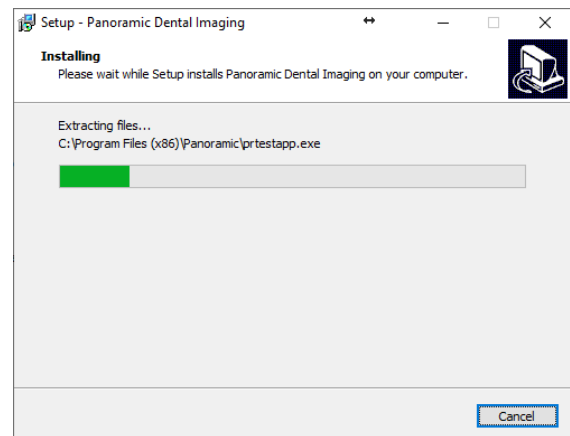 Setup - Panoramic Dental Imaging
Installing
Please wait while Setup installs Panoramic Dental Imaging on your computer.
Extracting files...
C:\Program Files (x86)\Panoramic\prtestapp.exe
Cancel